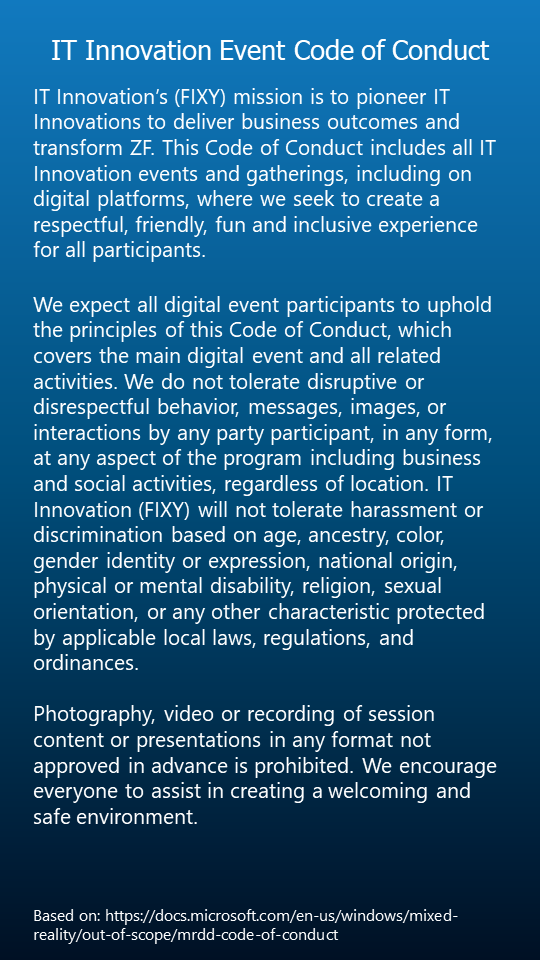 IT Innovation Event Code of Conduct
IT Innovation’s (FIXY) mission is to pioneer IT
Innovations to deliver business outcomes and
transform ZF. This Code of Conduct includes all IT
Innovation events and gatherings, including on
digital platforms, where we seek to create a
respectful, friendly, fun and inclusive experience
for all participants.
We expect all digital event participants to uphold
the principles of this Code of Conduct, which
covers the main digital event and all related
activities. We do not tolerate disruptive or
disrespectful behavior, messages, images, or
interactions by any party participant, in any form,
at any aspect of the program including business
and social activities, regardless of location. IT
Innovation (FIXY) will not tolerate harassment or
discrimination based on age, ancestry, color,
gender identity or expression, national origin,
physical or mental disability, religion, sexual
orientation, or any other characteristic protected
by applicable local laws, regulations, and
ordinances.
Photography, video or recording of session
content or presentations in any format not
approved in advance is prohibited. We encourage
everyone to assist in creating a welcoming and
safe environment.
Based on: https://docs.microsoft.com/en-us/windows/mixed-
reality/out-of-scope/mrdd-code-of-conduct